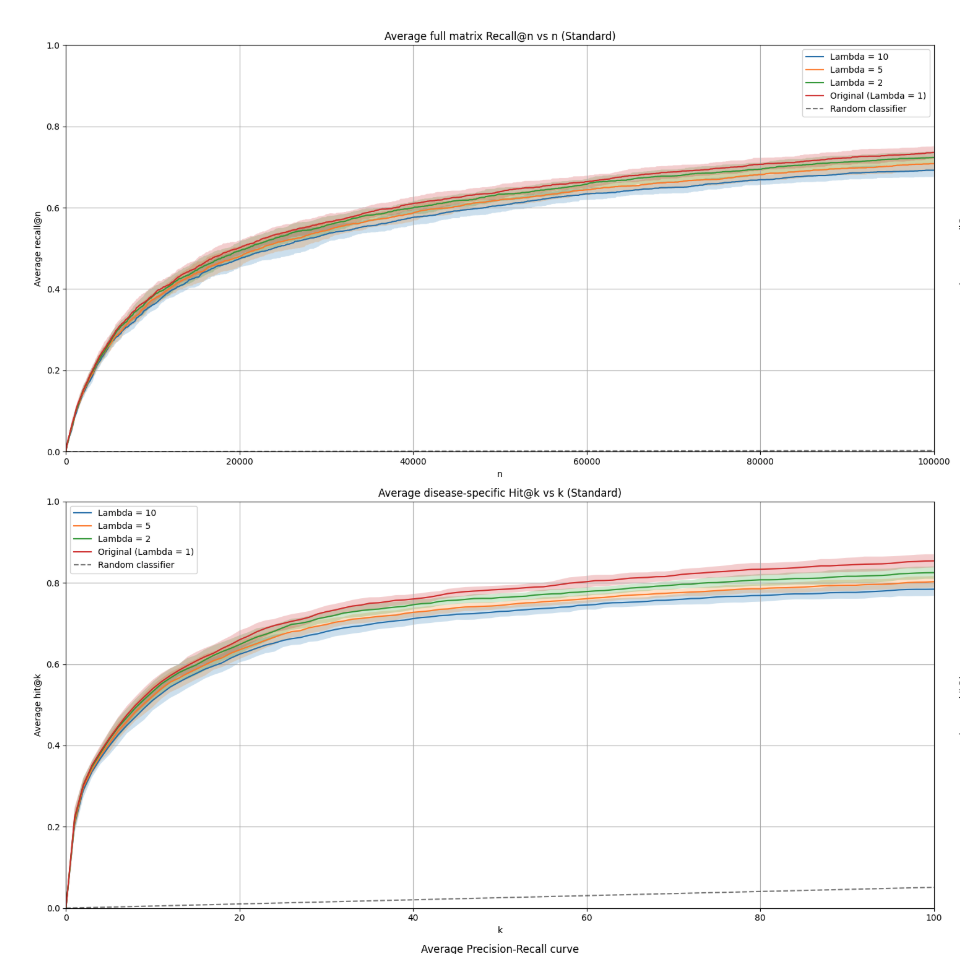 Average full matrix Recall@n vs n (Standard)
1.0
0.8
0.6
0.4
0.2
0.0
Average recall@n
Lambda = 10
Lambda = 5
Lambda = 2
Original (Lambda = 1)
Random classifier
0
20000
40000
60000
80000
100000
n
Average disease-specific Hit@k vs k (Standard)
1.0
0.8
0.6
0.4
0.2
0.0
Average hit@k
Lambda = 10
Lambda = 5
Lambda = 2
Original (Lambda = 1)
Random classifier
0
20
40
60
80
100
k
Average Precision-Recall curve